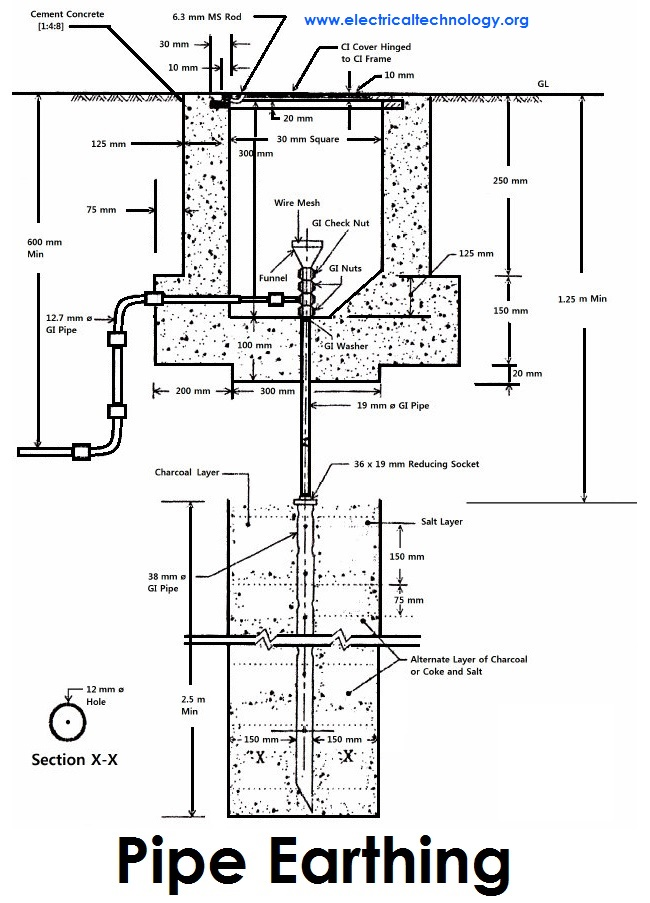 Cement Concrete
[1:4:8]
6.3 mm MS Rod
www.electricaltechnology.org
30 mm
CI Cover Hinged
to CI Frame
10 mm
10 mm
GL
20 mm
125 mm
30 mm Square
300 mm
250 mm
75 mm
Wire Mesh
GI Check Nut
600 mm
Min
GI Nuts
Funnel
125 mm
1.25 m Min
12.7 mm ø
GI Pipe
150 mm
100 mm
GI Washer
20 mm
200 mm
300 mm
19 mm ø GI Pipe
Charcoal Layer
36 x 19 mm Reducing Socket
Salt Layer
150 mm
38 mm ø
GI Pipe
75 mm
Alternate Layer of Charcoal
or Coke and Salt
12 mm ø
Hole
2.5 m
Min
150 mm
150 mm
X
X
Section X-X
Pipe Earthing